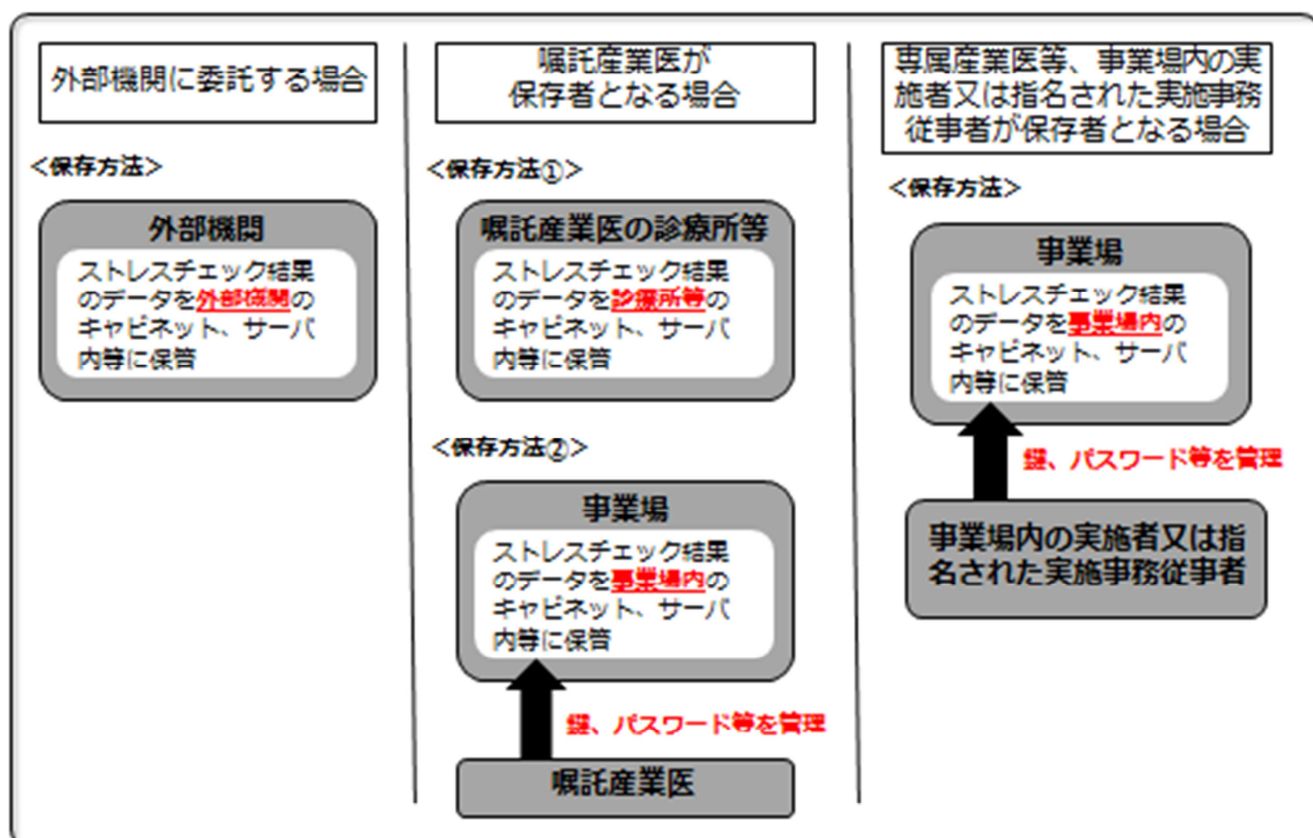 外部機関に委託する場合
＜保存方法＞
外部機関
ストレスチェック結果
のデータを外部機関の
キャビネット、サーバ
内等に保管
嘱託産業医が
保存者となる場合
＜保存方法①＞
嘱託産業医の診療所等
ストレスチェック結果
のデータを診療所等の
キャビネット、サーバ
内等に保管
＜保存方法②＞
事業場
ストレスチェック結果
のデータを事業場内の
キャビネット、サーバ
内等に保管
鍵、パスワード等を管理
嘱託産業医
専属産業医等、事業場内の実
施者又は指名された実施事務
従事者が保存者となる場合
＜保存方法＞
事業場
ストレスチェック結果
のデータを事業場内の
キャビネット、サーバ
内等に保管
鍵、パスワード等を管理
事業場内の実施者又は指
名された実施事務従事者